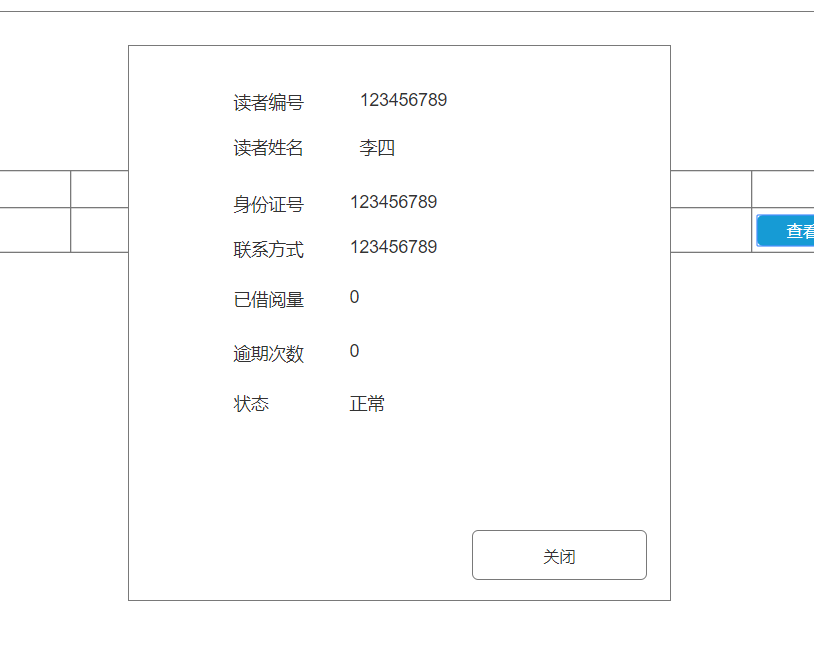 读者编号 123456789
读者姓名 李四
身份证号 123456789
查看
联系方式 123456789
已借阅量 0
逾期次数 0
状态 正常
关闭